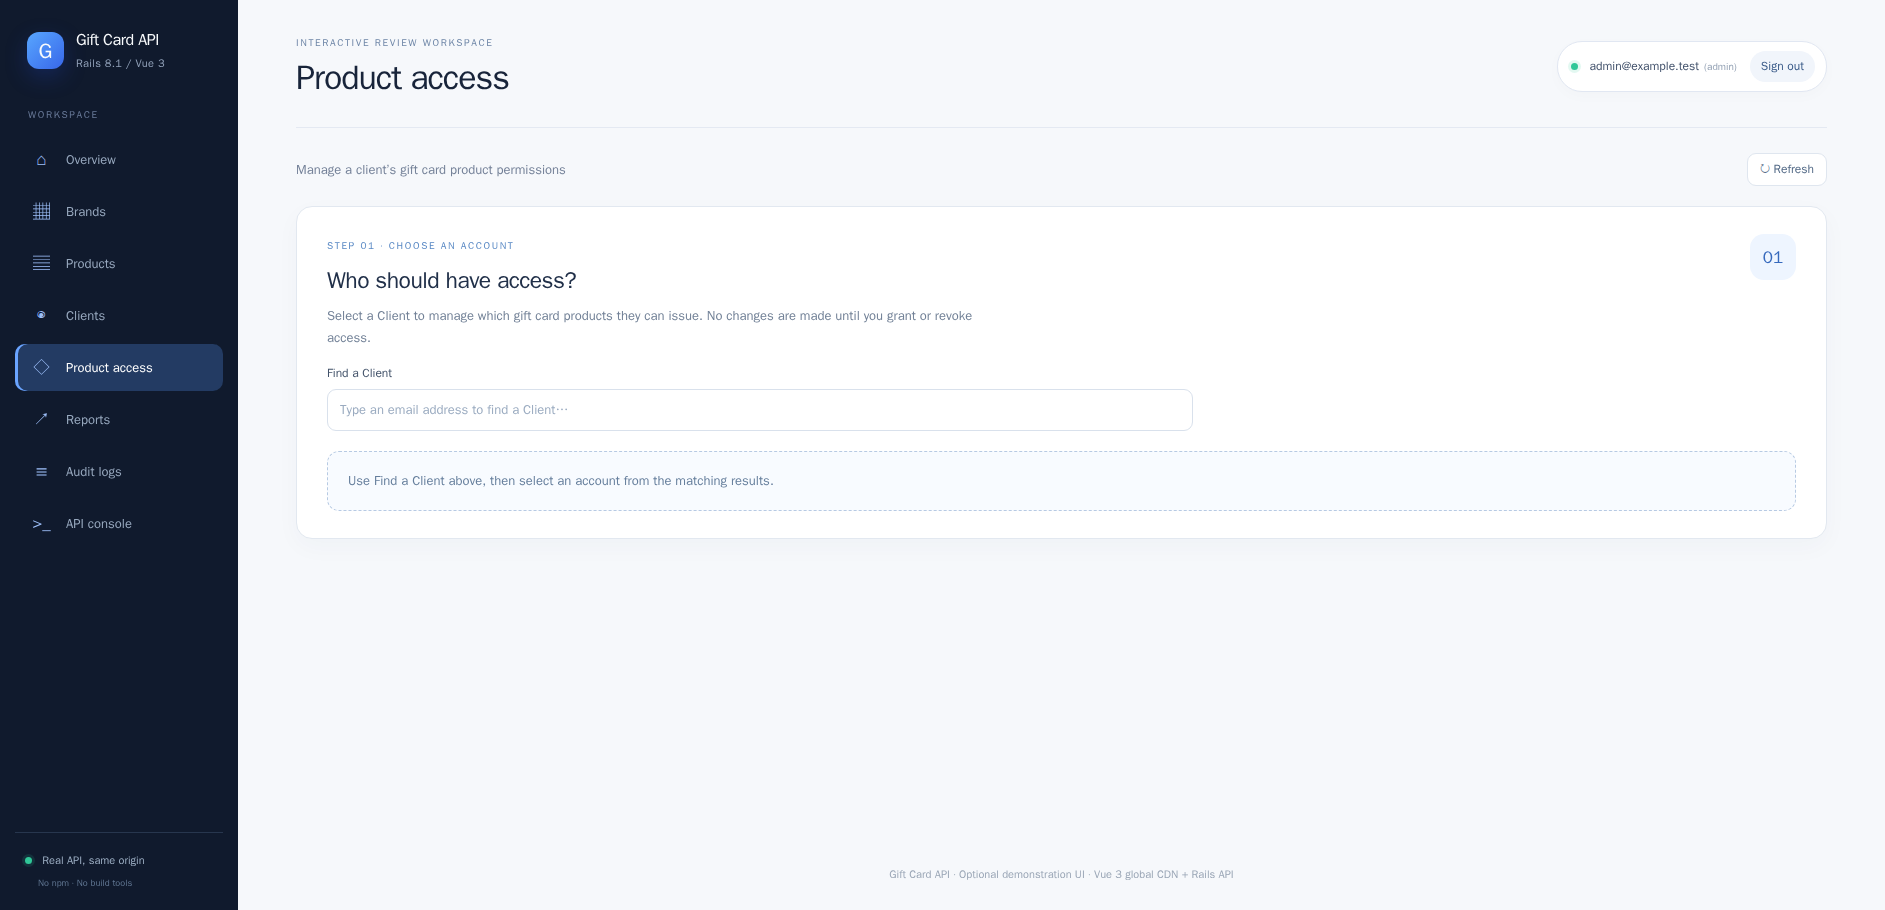 G
Gift Card API
Rails 8.1 / Vue 3
WORKSPACE
Overview
Brands
Products
Clients
Product access
Reports
Audit logs
>_ API console
Real API, same origin
No npm · No build tools
INTERACTIVE REVIEW WORKSPACE
Product access
admin@example.test (admin) Sign out
Manage a client's gift card product permissions
Refresh
STEP 01 · CHOOSE AN ACCOUNT
01
Who should have access?
Select a Client to manage which gift card products they can issue. No changes are made until you grant or revoke
access.
Find a Client
Type an email address to find a Client…
Use Find a Client above, then select an account from the matching results.
Gift Card API · Optional demonstration UI · Vue 3 global CDN + Rails API